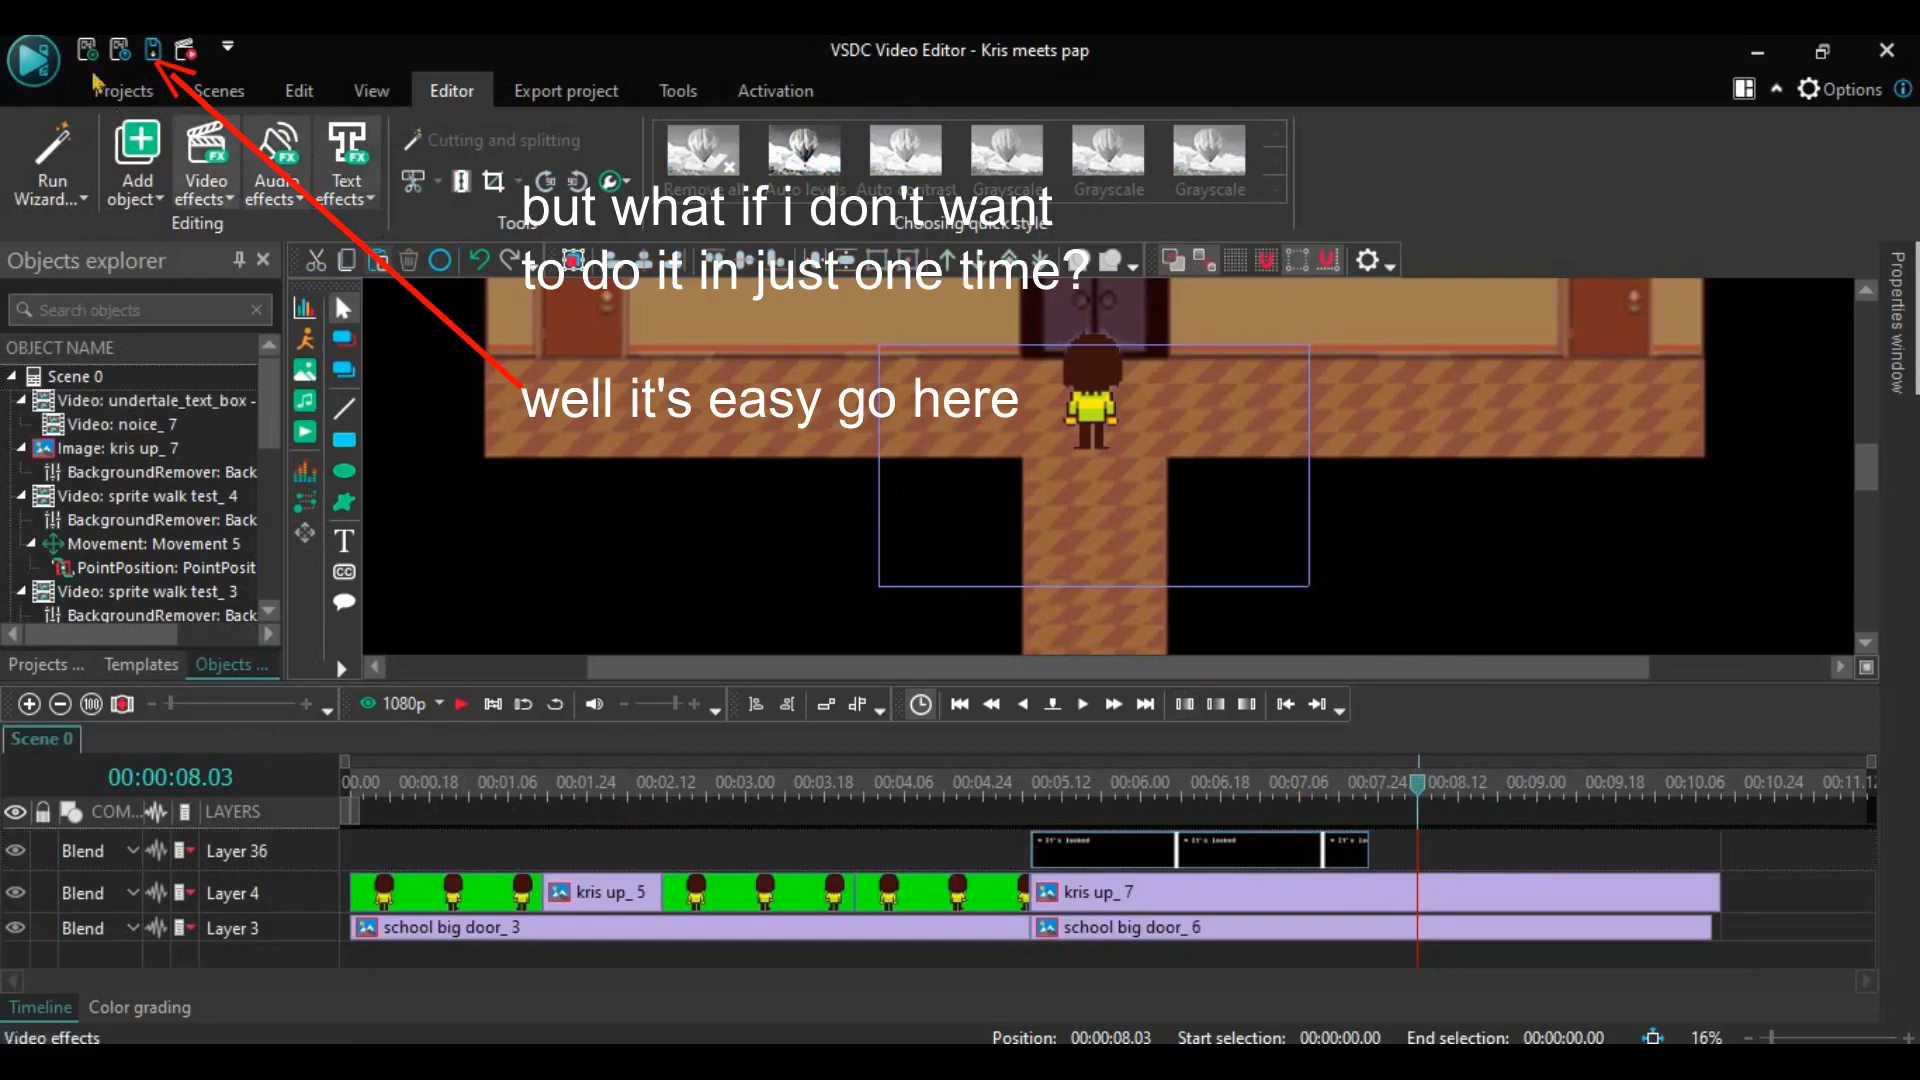 VSDC Video Editor - Kris meets pap
Projects
Scenes
Edit
View
Editor
Export project
Tools
Activation
Options
Run
Wizard...
Add
object
Video
effects
Audio
effects
Text
effects
Editing
Cutting and splitting
Tools
Remove all
Auto levels
Auto contrast
Grayscale
Grayscale
Grayscale
Choosing quick style
but what if i don't want
to do it in just one time?
well it's easy go here
Objects explorer
Search objects
OBJECT NAME
Scene 0
Video: undertale_text_box -
Video: noice_ 7
Image: kris up_ 7
BackgroundRemover: Back
Video: sprite walk test_ 4
BackgroundRemover: Back
Movement: Movement 5
PointPosition: PointPosit
Video: sprite walk test_ 3
BackgroundRemover: Back
Projects ...
Templates
Objects ...
Properties window
T
CC
100
1080p
Scene 0
00:00:08.03
00.00 00:00.18 00:01.06 00:01.24 00:02.12 00:03.00 00:03.18 00:04.06 00:04.24 00:05.12 00:06.00 00:06.18 00:07.06 00:07.24 00:08.12 00:09.00 00:09.18 00:10.06 00:10.24 00:11.12
COM... LAYERS
Blend Layer 36
* It's locked
* It's locked
* It's lo
Blend Layer 4
kris up_ 5
kris up_ 7
Blend Layer 3
school big door_ 3
school big door_ 6
Timeline
Color grading
Video effects
Position: 00:00:08.03
Start selection: 00:00:00.00
End selection: 00:00:00.00
16%